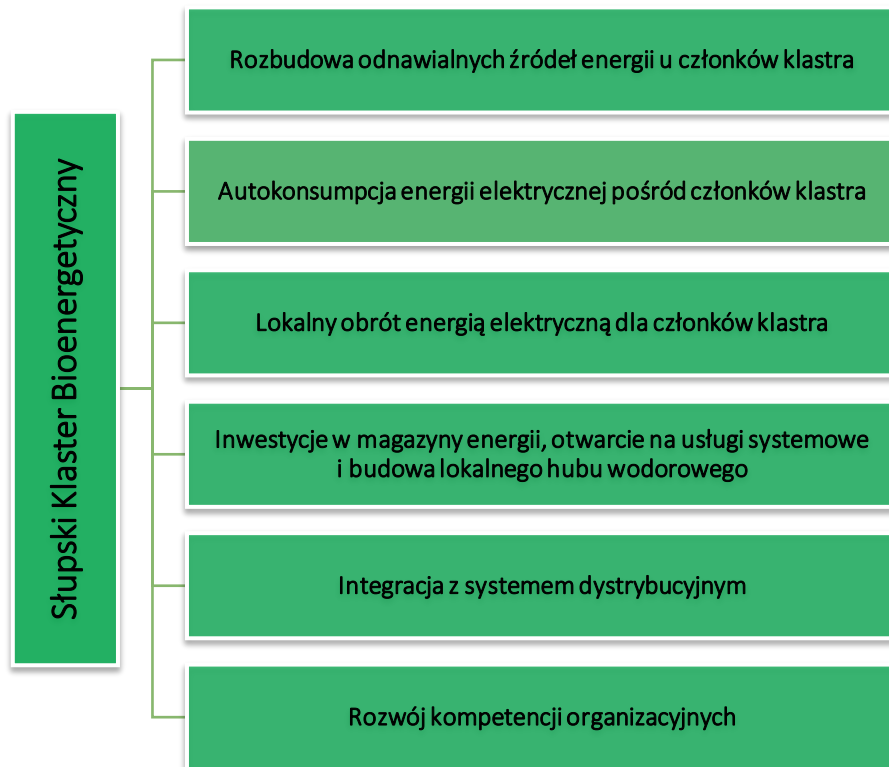 Słupski Klaster Bioenergetyczny
Rozbudowa odnawialnych źródeł energii u członków klastra
Autokonsumpcja energii elektrycznej pośród członków klastra
Lokalny obrót energią elektryczną dla członków klastra
Inwestycje w magazyny energii, otwarcie na usługi systemowe
i budowa lokalnego hubu wodorowego
Integracja z systemem dystrybucyjnym
Rozwój kompetencji organizacyjnych